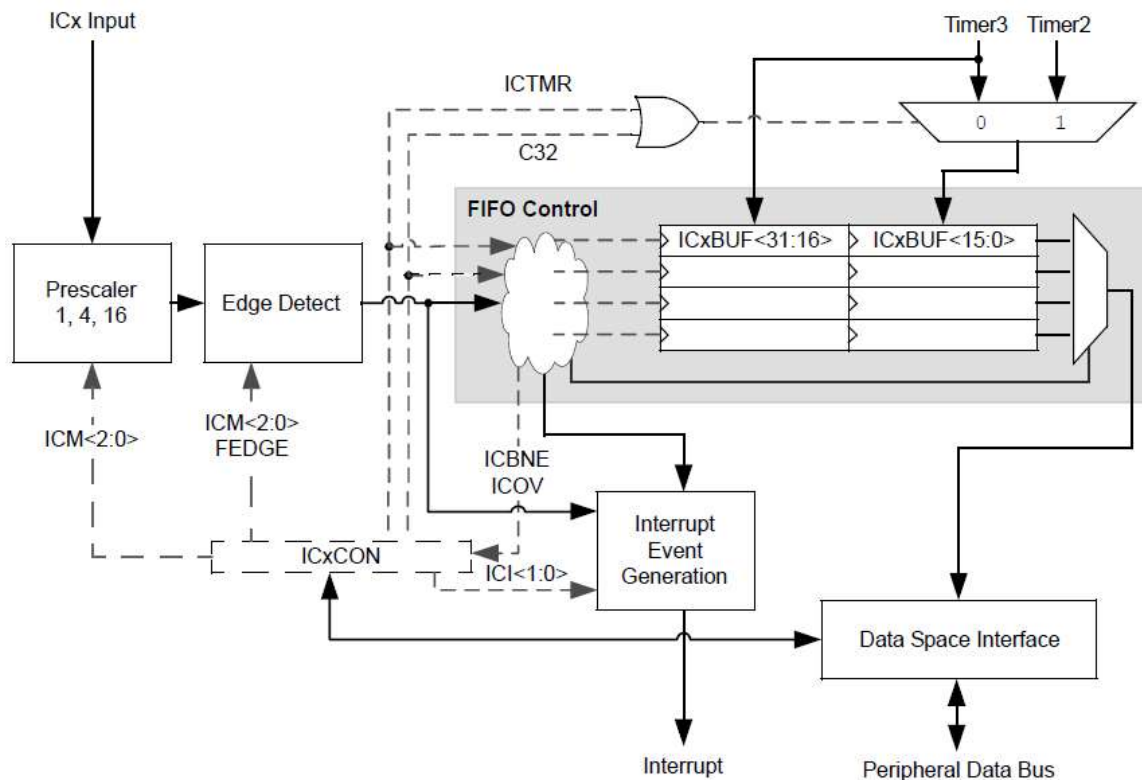 ICx Input
Timer3 Timer2
ICTMR
0 1
C32
FIFO Control
ICxBUF<31:16> ICxBUF<15:0>
Prescaler
1, 4, 16
Edge Detect
ICM<2:0>
ICM<2:0>
FEDGE
ICBNE
ICOV
Interrupt
Event
Generation
ICxCON
ICI<1:0>
Data Space Interface
Interrupt
Peripheral Data Bus